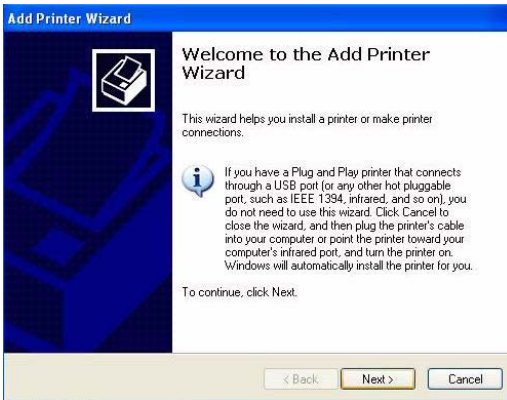 Add Printer Wizard
Welcome to the Add Printer
Wizard
This wizard helps you install a printer or make printer
connections.
If you have a Plug and Play printer that connects
through a USB port (or any other hot pluggable
port, such as IEEE 1394, infrared, and so on), you
do not need to use this wizard. Click Cancel to
close the wizard, and then plug the printer's cable
into your computer or point the printer toward your
computer's infrared port, and turn the printer on.
Windows will automatically install the printer for you.
To continue, click Next.
< Back Next > Cancel